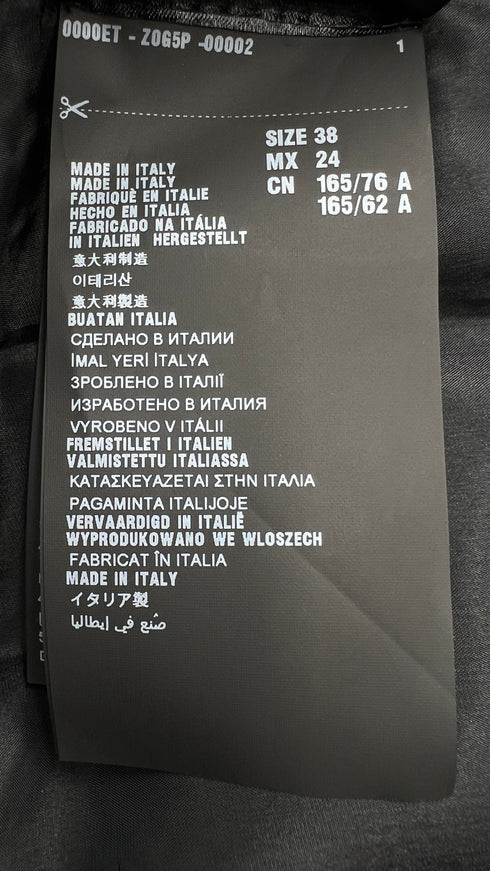 0000ET - Z0G5P -00002
1
SIZE 38
MX 24
CN 165/76 A
165/62 A
MADE IN ITALY
MADE IN ITALY
FABRIQUÈ EN ITALIE
HECHO EN ITALIA
FABRICADO NA ITÁLIA
IN ITALIEN HERGESTELLT
意大利制造
이테리산
意大利製造
BUATAN ITALIA
СДЕЛАНО В ИТАЛИИ
İMAL YERİ İTALYA
ЗРОБЛЕНО В ІТАЛІЇ
ИЗРАБОТЕНО В ИТАЛИЯ
VYROBENO V ITÁLII
FREMSTILLET I ITALIEN
VALMISTETTU ITALIASSA
ΚΑΤΑΣΚΕΥΑΖΕΤΑΙ ΣΤΗΝ ΙΤΑΛΙΑ
PAGAMINTA ITALIJOJE
VERVAARDIGD IN ITALIË
WYPRODUKOWANO WE WLOSZECH
FABRICAT ÎN ITALIA
MADE IN ITALY
イタリア製
صُنع في إيطاليا